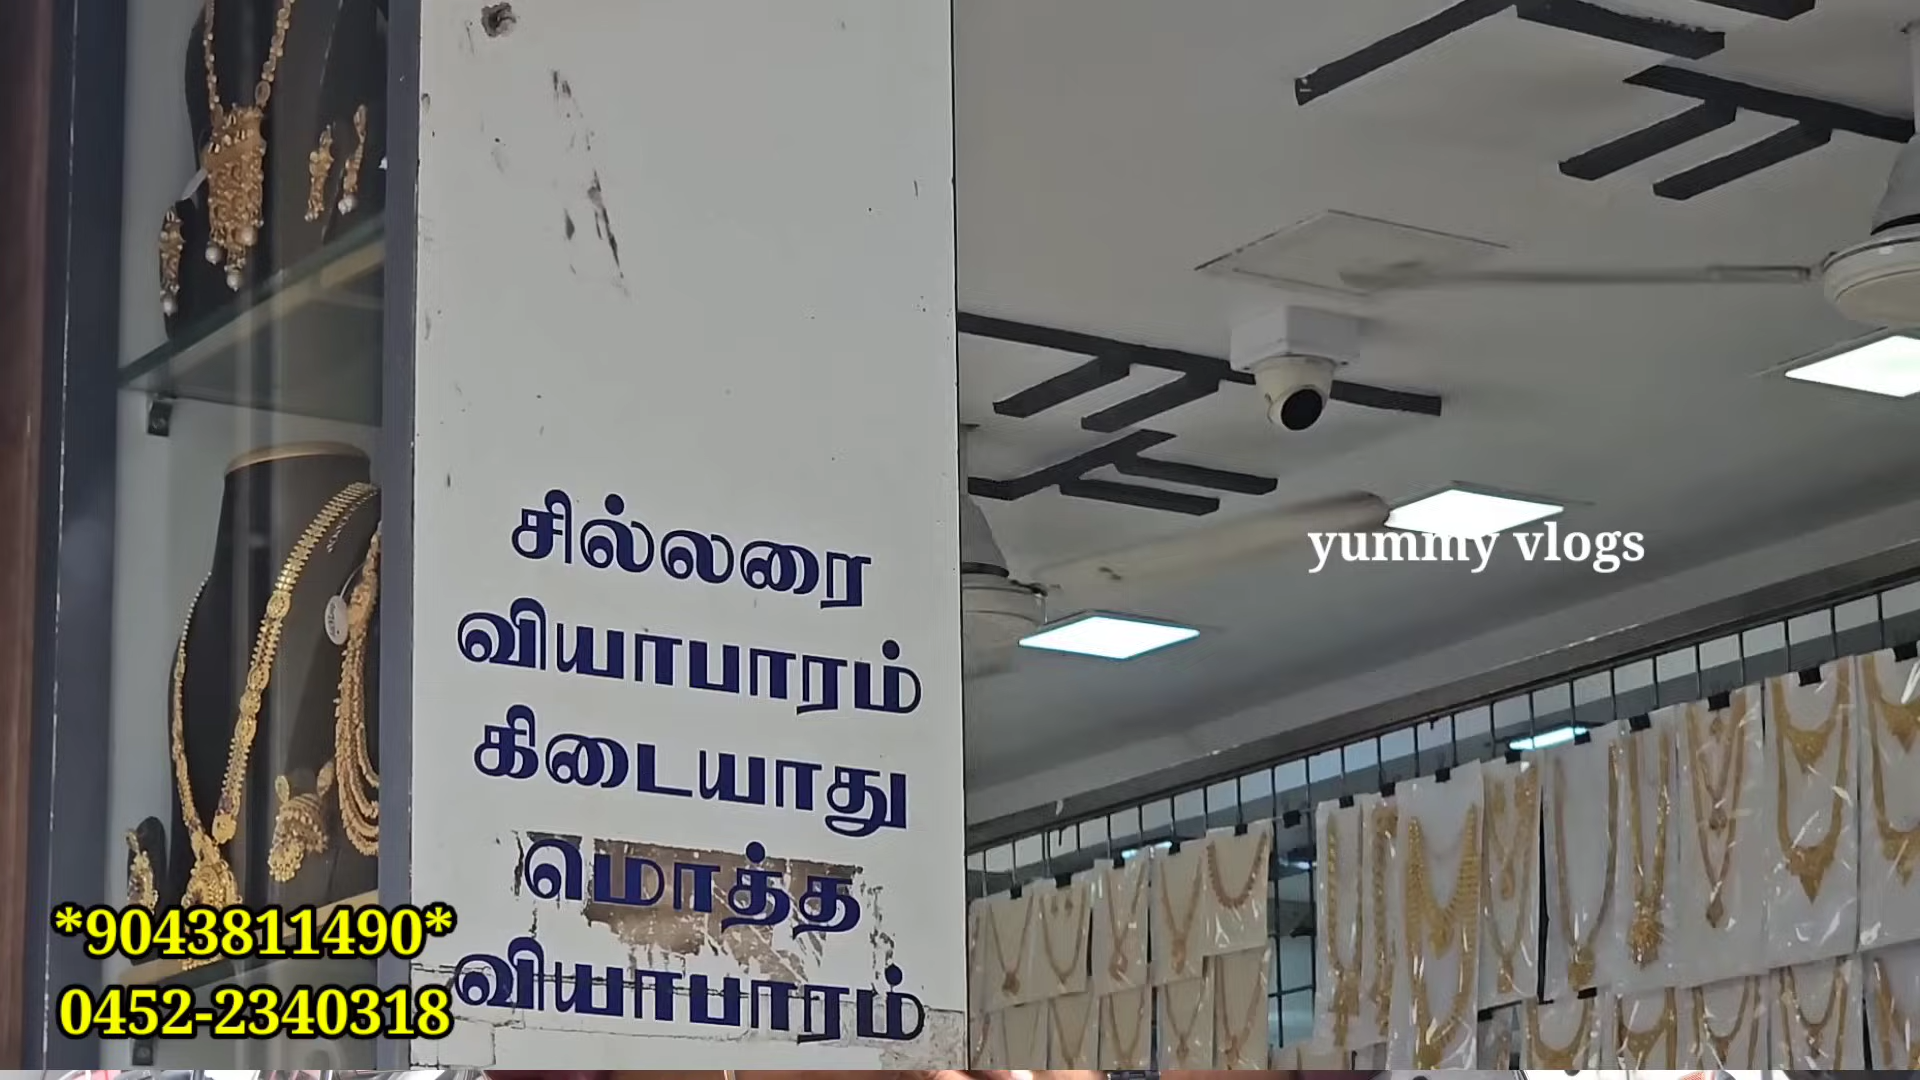 சில்லரை
வியாபாரம்
கிடையாது
மொத்த
வியாபாரம்
yummy vlogs
*9043811490*
0452-2340318